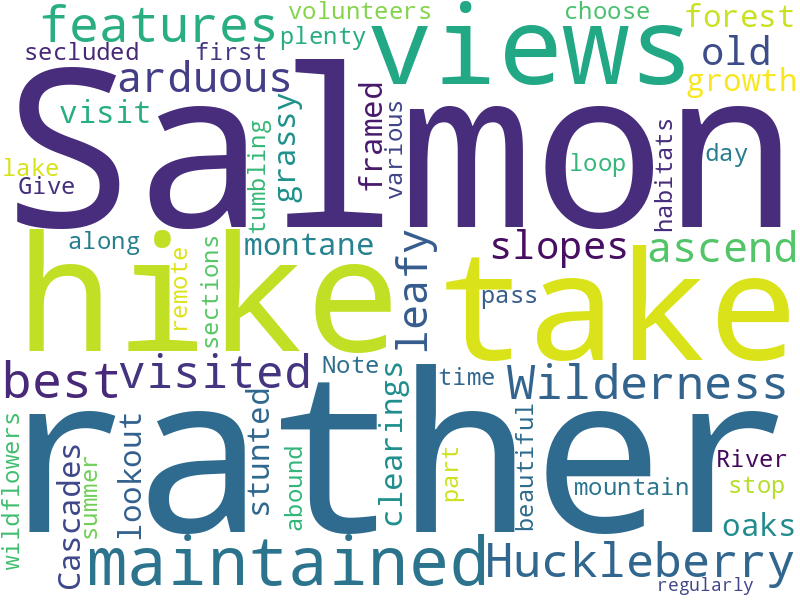 volunteers
choose
forest
features
plenty
views
secluded
first
old
arduous
growth
Salmon
visit
grassy
framed
various
tumbling
habitats
lake
Give
loop
day
along
montane
leafy
slopes
ascend
hike
remote
sections
take
pass
best
visited
Note
time
Wilderness
rather
wildflowers
Cascades
summer
lookout
stunted
abound
clearings
part
beautiful
mountain
River
stop
oaks
maintained
Huckleberry
regularly